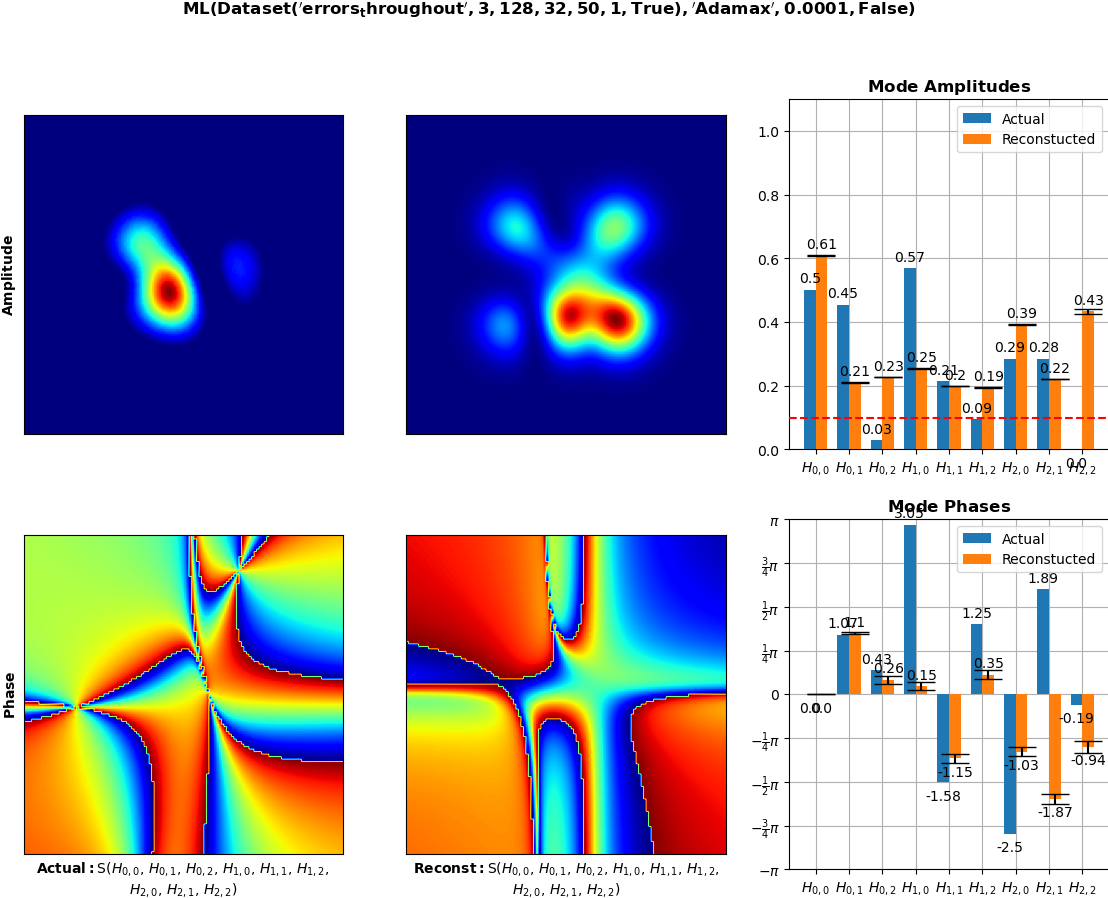 ML(Dataset('errors_throughout', 3, 128, 32, 50, 1, True), 'Adamax', 0.0001, False)
Amplitude
Mode Amplitudes
Actual
Reconstucted
1.0
0.8
0.6
0.4
0.2
0.0
0.5
0.61
0.45
0.21
0.03
0.23
0.57
0.25
0.21
0.2
0.09
0.19
0.29
0.39
0.28
0.22
0.0
0.43
H0,0 H0,1 H0,2 H1,0 H1,1 H1,2 H2,0 H2,1 H2,2
Phase
Actual: S(H0,0, H0,1, H0,2, H1,0, H1,1, H1,2,
H2,0, H2,1, H2,2)
Reconst: S(H0,0, H0,1, H0,2, H1,0, H1,1, H1,2,
H2,0, H2,1, H2,2)
Mode Phases
Actual
Reconstucted
π
3/4π
1/2π
1/4π
0
−1/4π
−1/2π
−3/4π
−π
0.0
0.0
1.07
1.1
0.43
0.26
3.05
0.15
-1.58
-1.15
1.25
0.35
-2.5
-1.03
1.89
-1.87
-0.19
-0.94
H0,0 H0,1 H0,2 H1,0 H1,1 H1,2 H2,0 H2,1 H2,2